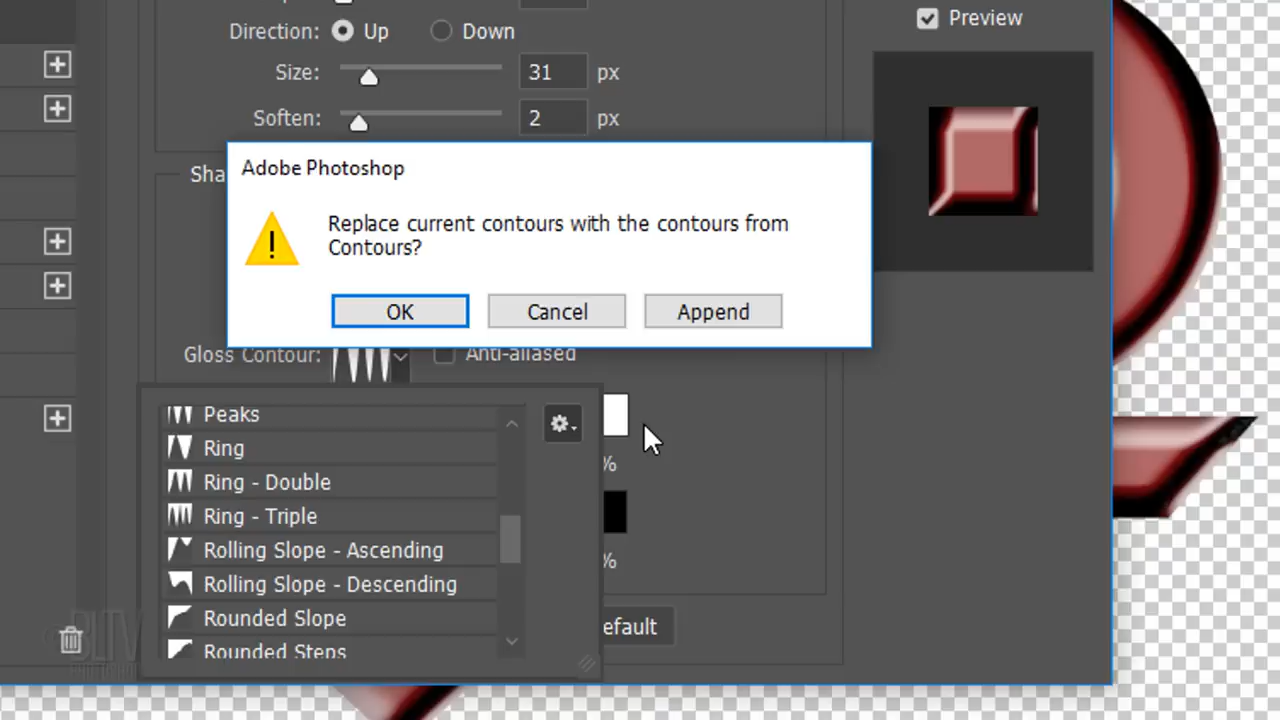 Preview
Direction: Up Down
Size: 31 px
Soften: 2 px
Adobe Photoshop
Sha
Replace current contours with the contours from
Contours?
OK Cancel Append
Gloss Contour: Anti-aliased
Peaks
Ring
%
Ring - Double
Ring - Triple
Rolling Slope - Ascending
%
Rolling Slope - Descending
Rounded Slope
efault
Rounded Steps
BLTV
PHOTOSHOP